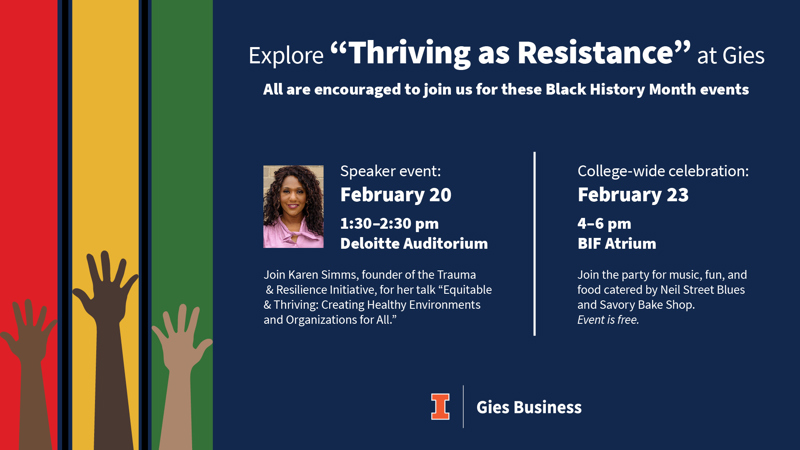 Explore “Thriving as Resistance” at Gies
All are encouraged to join us for these Black History Month events
Speaker event:
February 20
1:30–2:30 pm
Deloitte Auditorium
Join Karen Simms, founder of the Trauma
& Resilience Initiative, for her talk “Equitable
& Thriving: Creating Healthy Environments
and Organizations for All.”
College-wide celebration:
February 23
4–6 pm
BIF Atrium
Join the party for music, fun, and
food catered by Neil Street Blues
and Savory Bake Shop.
Event is free.
I
Gies Business